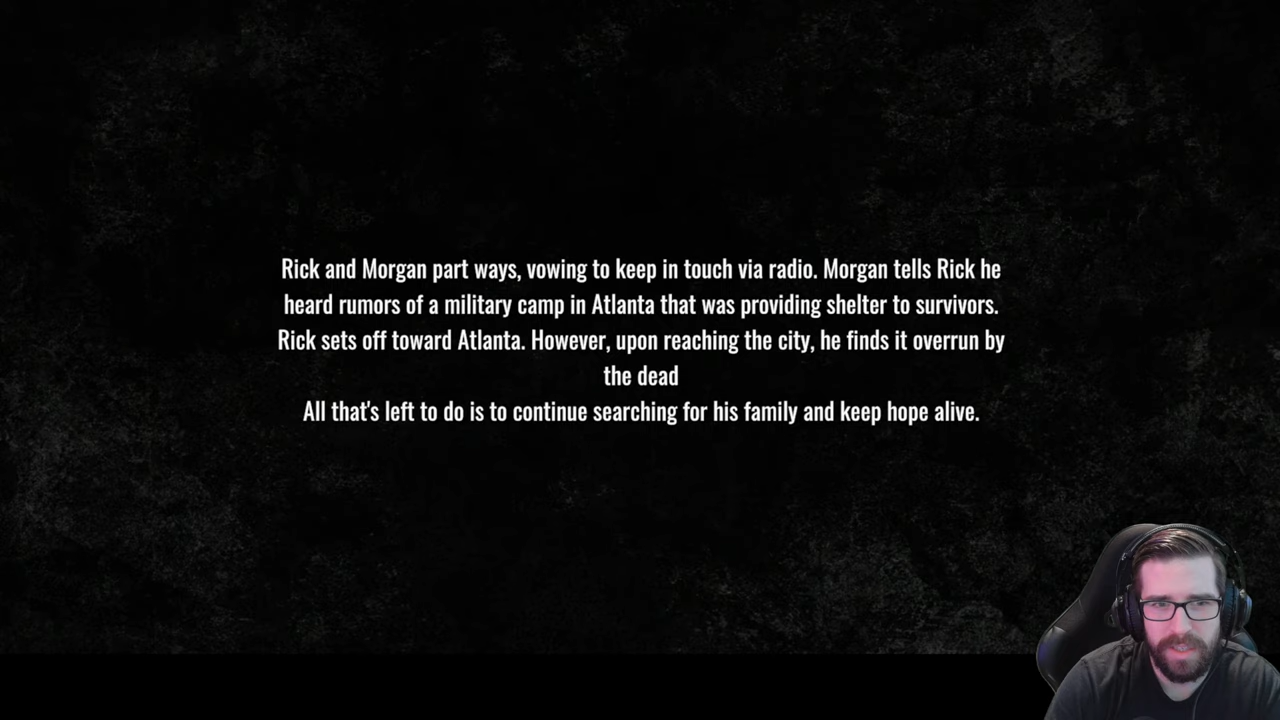 Rick and Morgan part ways, vowing to keep in touch via radio. Morgan tells Rick he
heard rumors of a military camp in Atlanta that was providing shelter to survivors.
Rick sets off toward Atlanta. However, upon reaching the city, he finds it overrun by
the dead
All that's left to do is to continue searching for his family and keep hope alive.